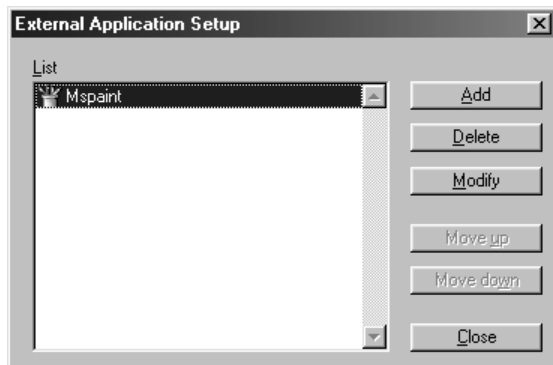 External Application Setup
List
Mspaint
Add
Delete
Modify
Move up
Move down
Close